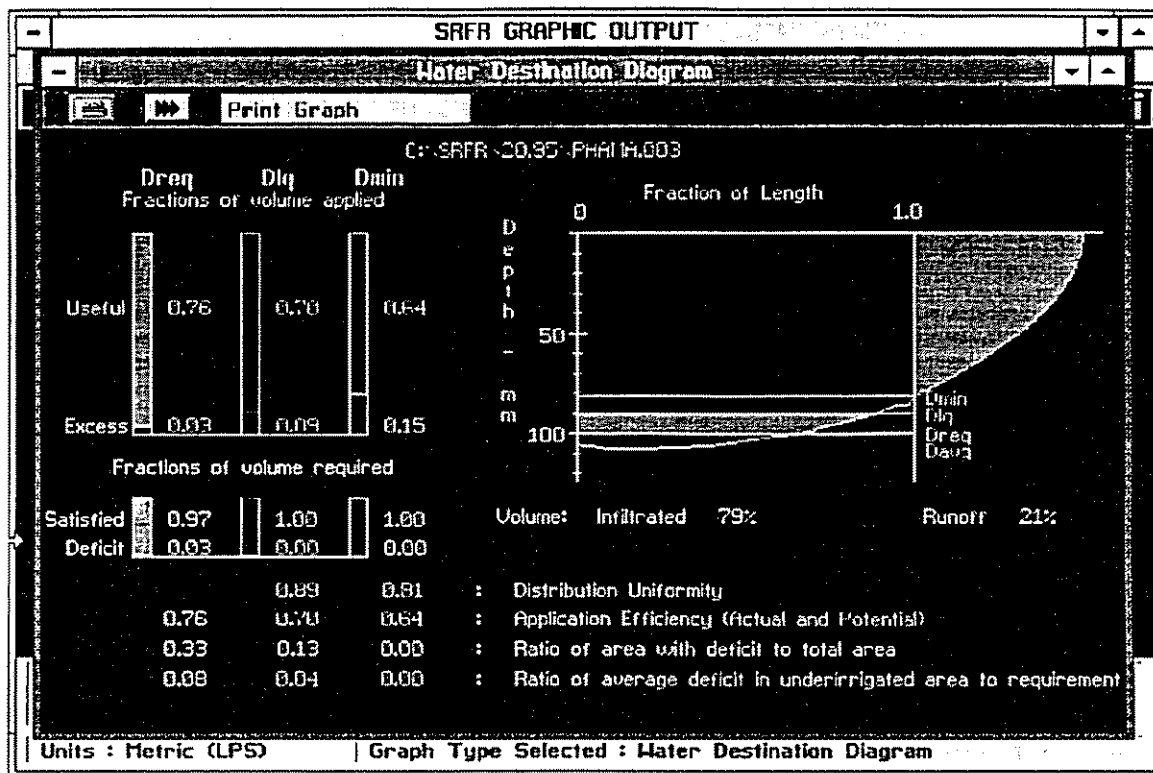 SRFR GRAPHIC OUTPUT
Water Destination Diagram
Print Graph
Dreq Dlq Dmin
Fractions of volume applied
Useful 0.76 0.70 0.64
Excess 0.03 0.09 0.15
Fractions of volume required
Satisfied 0.97 1.00 1.00
Deficit 0.03 0.00 0.00
Fraction of Length
0 1.0
Depth - mm
50
100
Dmin
Dlq
Dreq
Davg
Volume: Infiltrated 79% Runoff 21%
0.89 0.81 : Distribution Uniformity
0.76 0.70 0.64 : Application Efficiency (Actual and Potential)
0.33 0.13 0.00 : Ratio of area with deficit to total area
0.08 0.04 0.00 : Ratio of average deficit in underirrigated area to requirement
Units : Metric (LPS) | Graph Type Selected : Water Destination Diagram